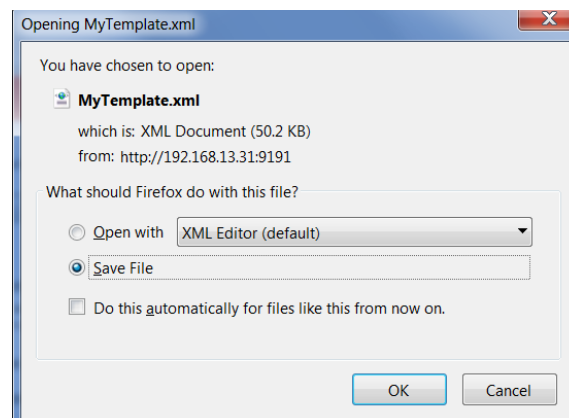 Opening MyTemplate.xml
You have chosen to open:
MyTemplate.xml
which is: XML Document (50.2 KB)
from: http://192.168.13.31:9191
What should Firefox do with this file?
Open with XML Editor (default)
Save File
Do this automatically for files like this from now on.
OK Cancel